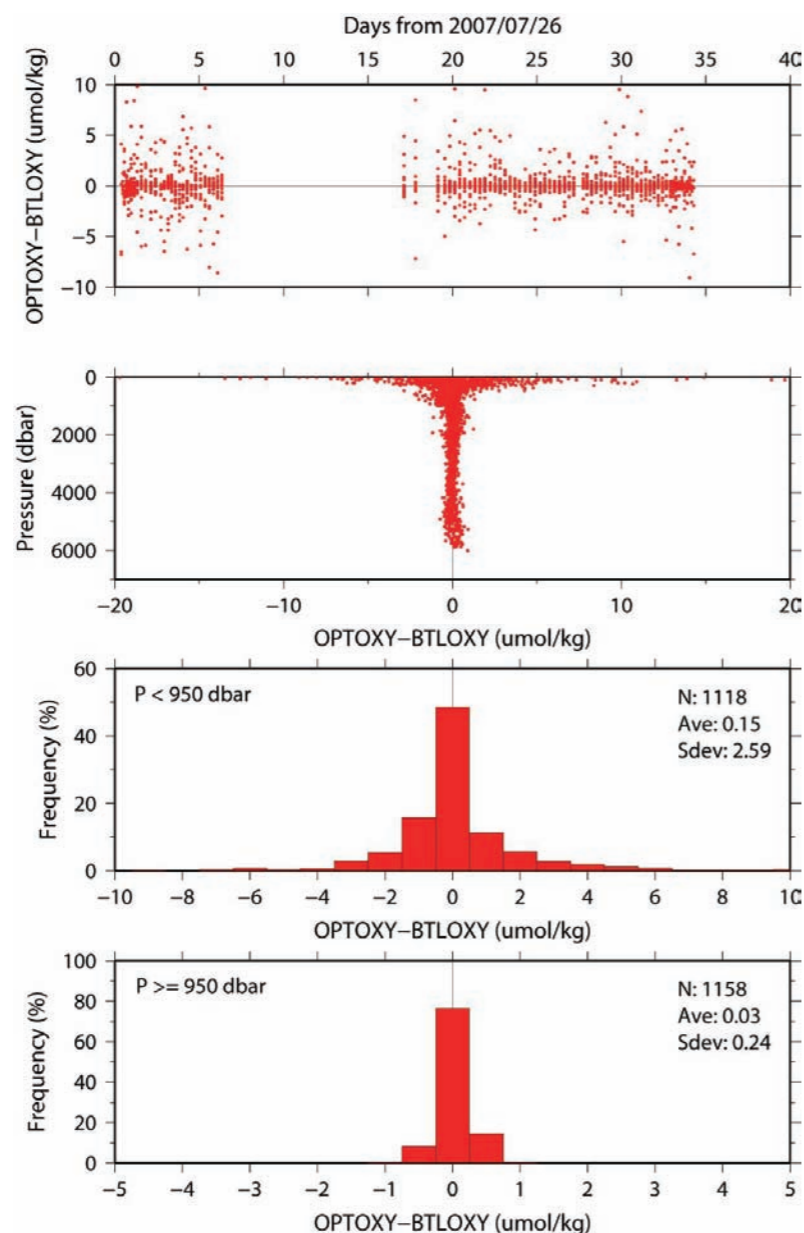 Days from 2007/07/26
0 5 10 15 20 25 30 35 40
OPTOXY−BTLOXY (umol/kg)
10
5
0
−5
−10
Pressure (dbar)
0
2000
4000
6000
−20 −10 0 10 20
OPTOXY−BTLOXY (umol/kg)
Frequency (%)
60
40
20
0
P < 950 dbar
N: 1118
Ave: 0.15
Sdev: 2.59
−10 −8 −6 −4 −2 0 2 4 6 8 10
OPTOXY−BTLOXY (umol/kg)
Frequency (%)
100
80
60
40
20
0
P >= 950 dbar
N: 1158
Ave: 0.03
Sdev: 0.24
−5 −4 −3 −2 −1 0 1 2 3 4 5
OPTOXY−BTLOXY (umol/kg)